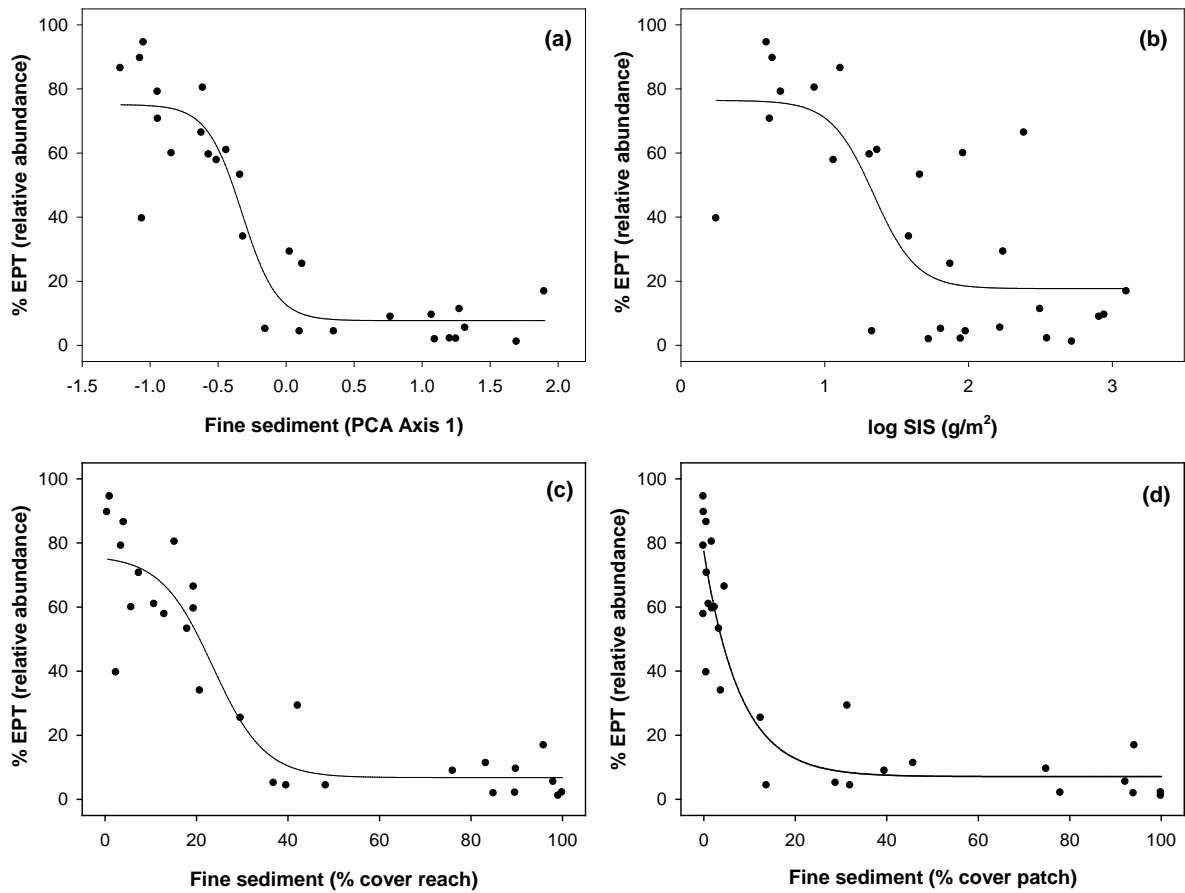 (a)
% EPT (relative abundance)
100
80
60
40
20
0
-1.5 -1.0 -0.5 0.0 0.5 1.0 1.5 2.0
Fine sediment (PCA Axis 1)
(b)
% EPT (relative abundance)
100
80
60
40
20
0
0 1 2 3
log SIS (g/m²)
(c)
% EPT (relative abundance)
100
80
60
40
20
0
0 20 40 60 80 100
Fine sediment (% cover reach)
(d)
% EPT (relative abundance)
100
80
60
40
20
0
0 20 40 60 80 100
Fine sediment (% cover patch)